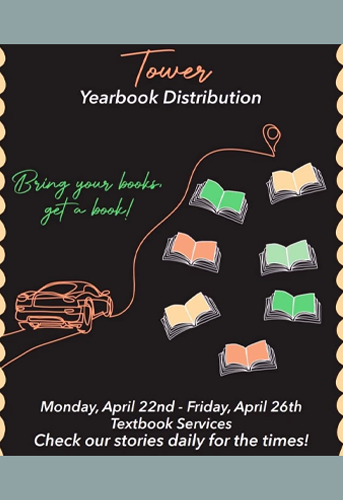 Tower
Yearbook Distribution
Bring your books,
get a book!
Monday, April 22nd - Friday, April 26th
Textbook Services
Check our stories daily for the times!